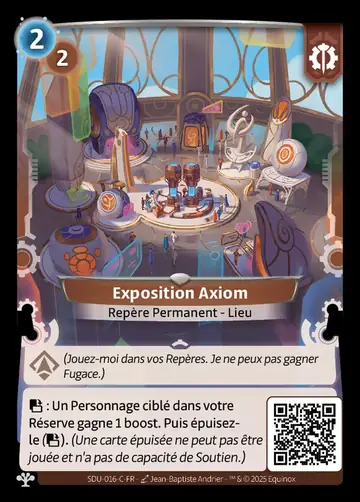 2
2
Exposition Axiom
Repère Permanent - Lieu
(Jouez-moi dans vos Repères. Je ne peux pas gagner
Fugace.)
: Un Personnage ciblé dans votre
Réserve gagne 1 boost. Puis épuisez-
le (). (Une carte épuisée ne peut pas être
jouée et n'a pas de capacité de Soutien.)
SDU-016-C-FR - Jean-Baptiste Andrier - ™ & © 2025 Equinox